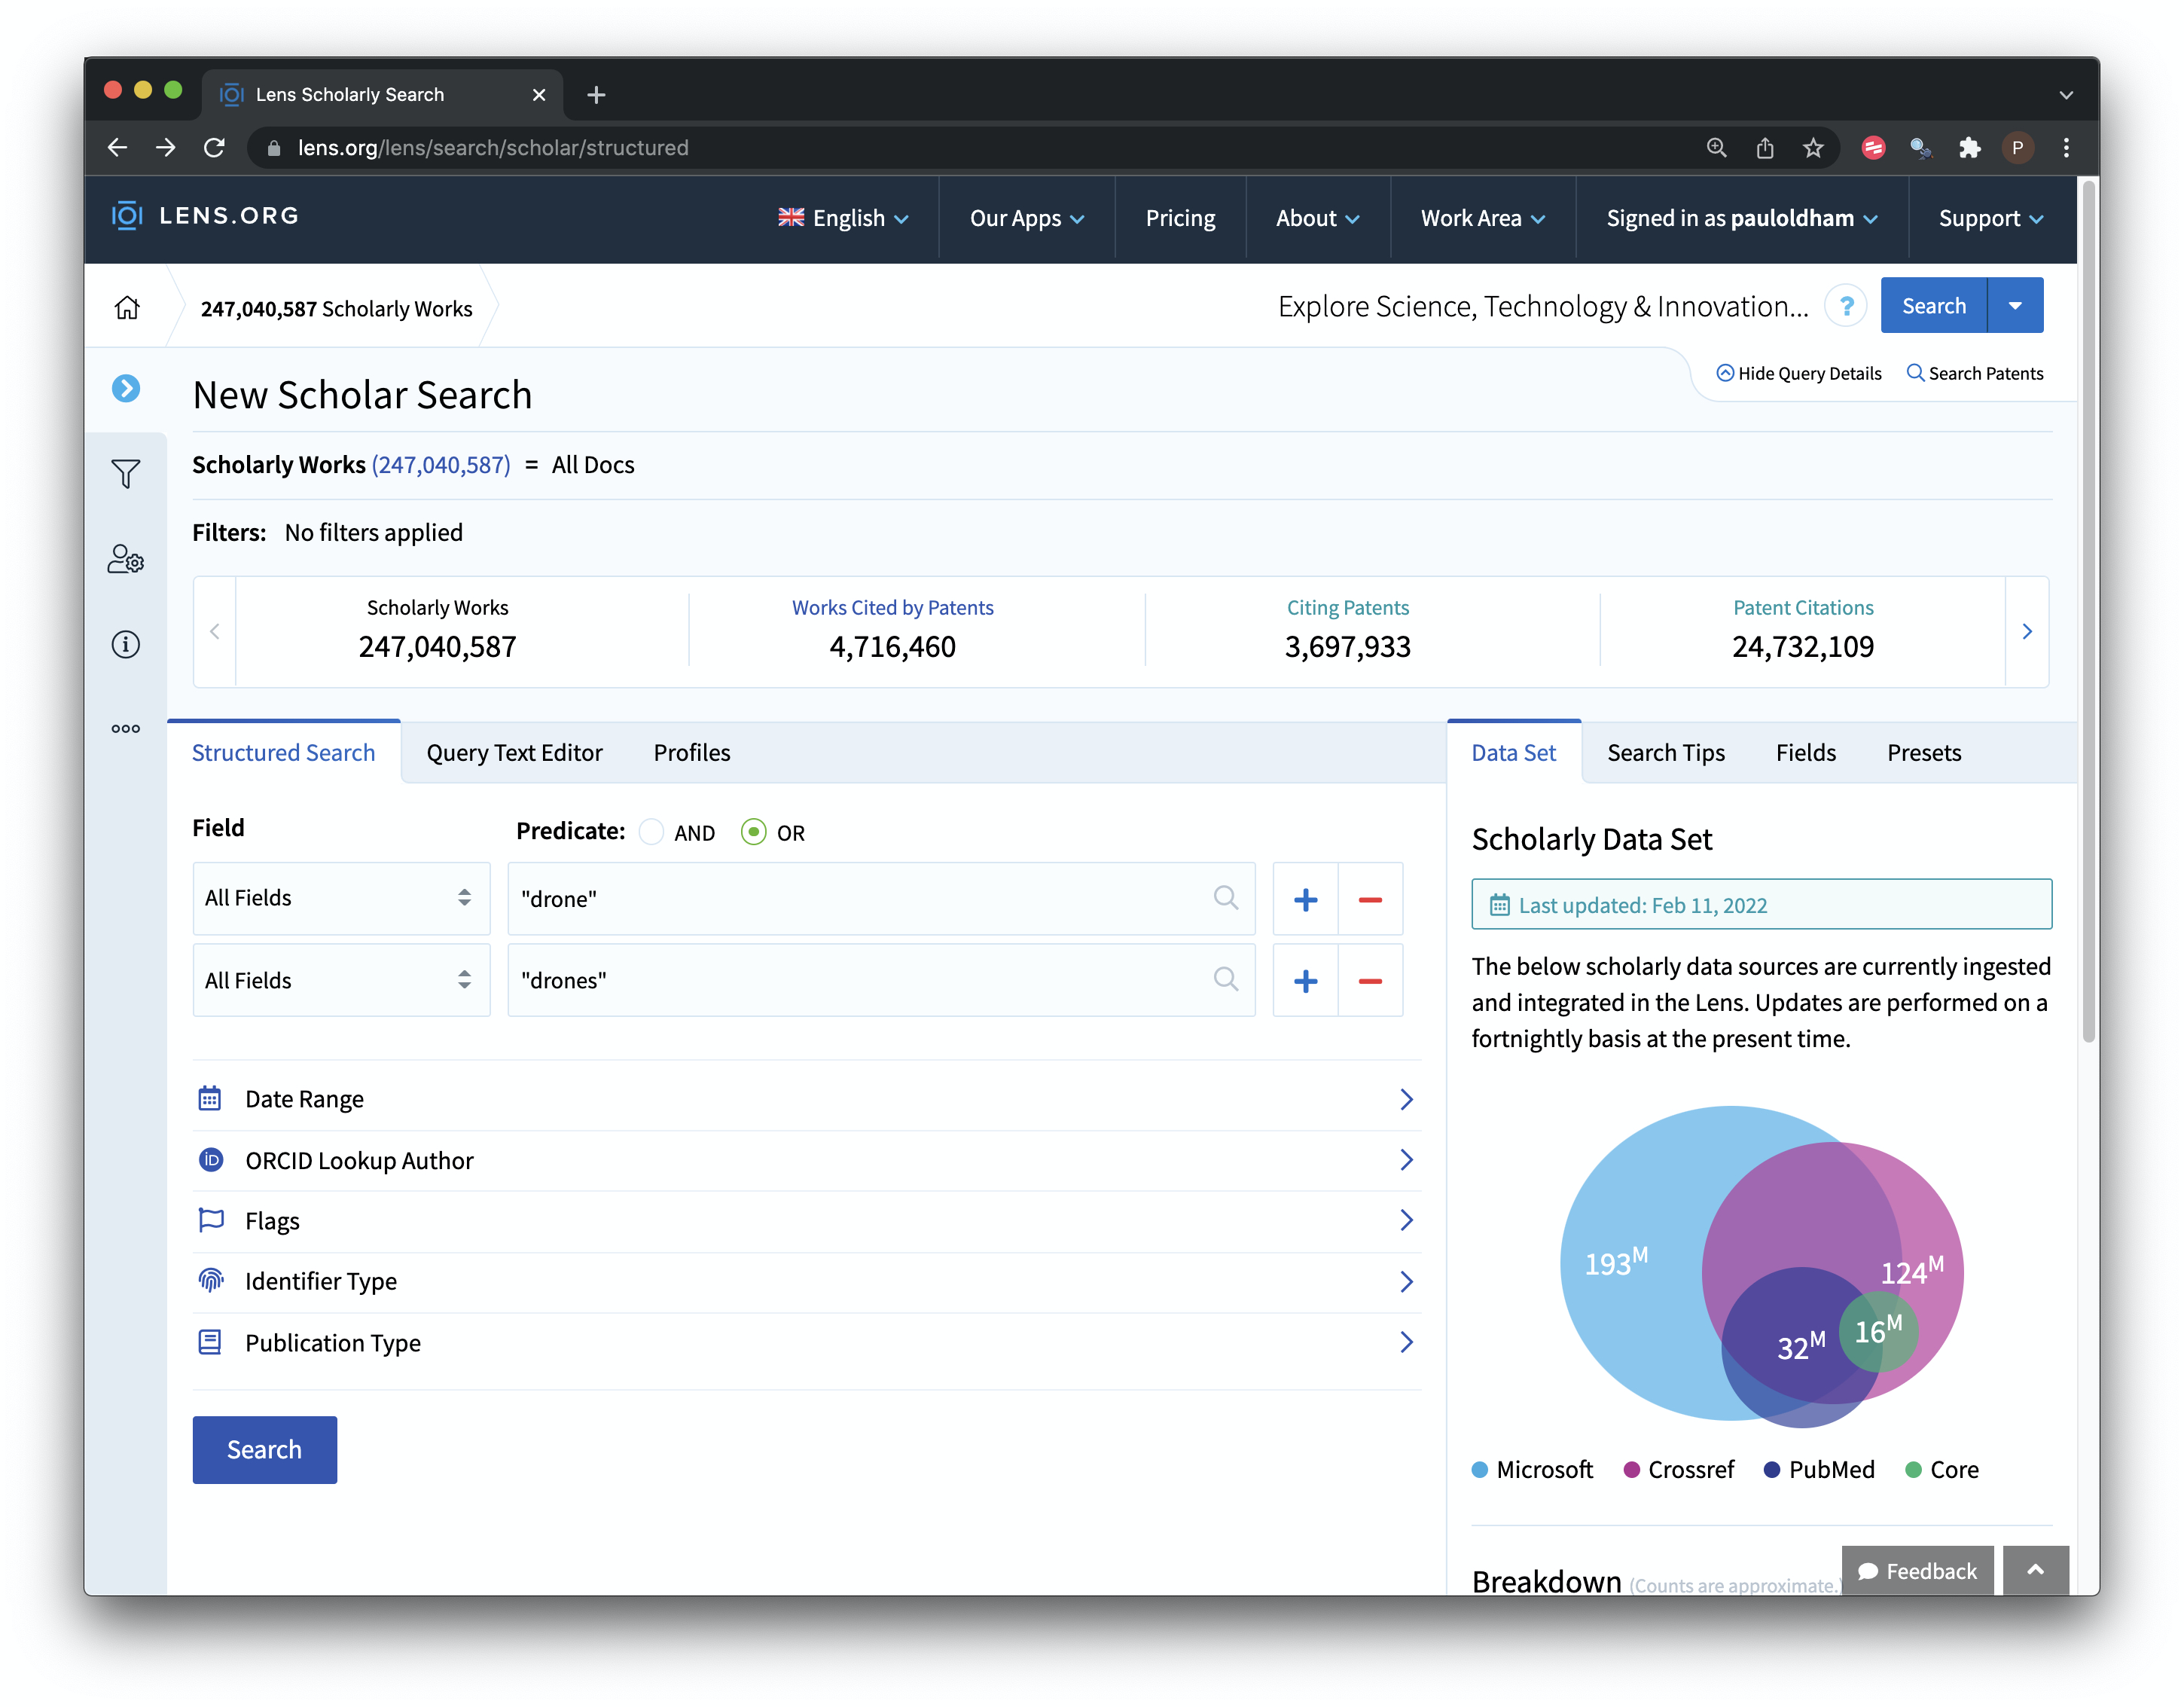 Lens Scholarly Search
lens.org/lens/search/scholar/structured
P
LENS.ORG
English
Our Apps
Pricing
About
Work Area
Signed in as pauloldham
Support
247,040,587 Scholarly Works
Explore Science, Technology & Innovation...
?
Search
Hide Query Details
Search Patents
New Scholar Search
Scholarly Works (247,040,587) = All Docs
Filters: No filters applied
Scholarly Works
247,040,587
Works Cited by Patents
4,716,460
Citing Patents
3,697,933
Patent Citations
24,732,109
Structured Search
Query Text Editor
Profiles
Data Set
Search Tips
Fields
Presets
Field
Predicate: AND OR
All Fields
"drone"
All Fields
"drones"
Date Range
iD ORCID Lookup Author
Flags
Identifier Type
Publication Type
Search
Scholarly Data Set
Last updated: Feb 11, 2022
The below scholarly data sources are currently ingested
and integrated in the Lens. Updates are performed on a
fortnightly basis at the present time.
193M
124M
32M
16M
Microsoft
Crossref
PubMed
Core
Breakdown (Counts are approximate.)
Feedback